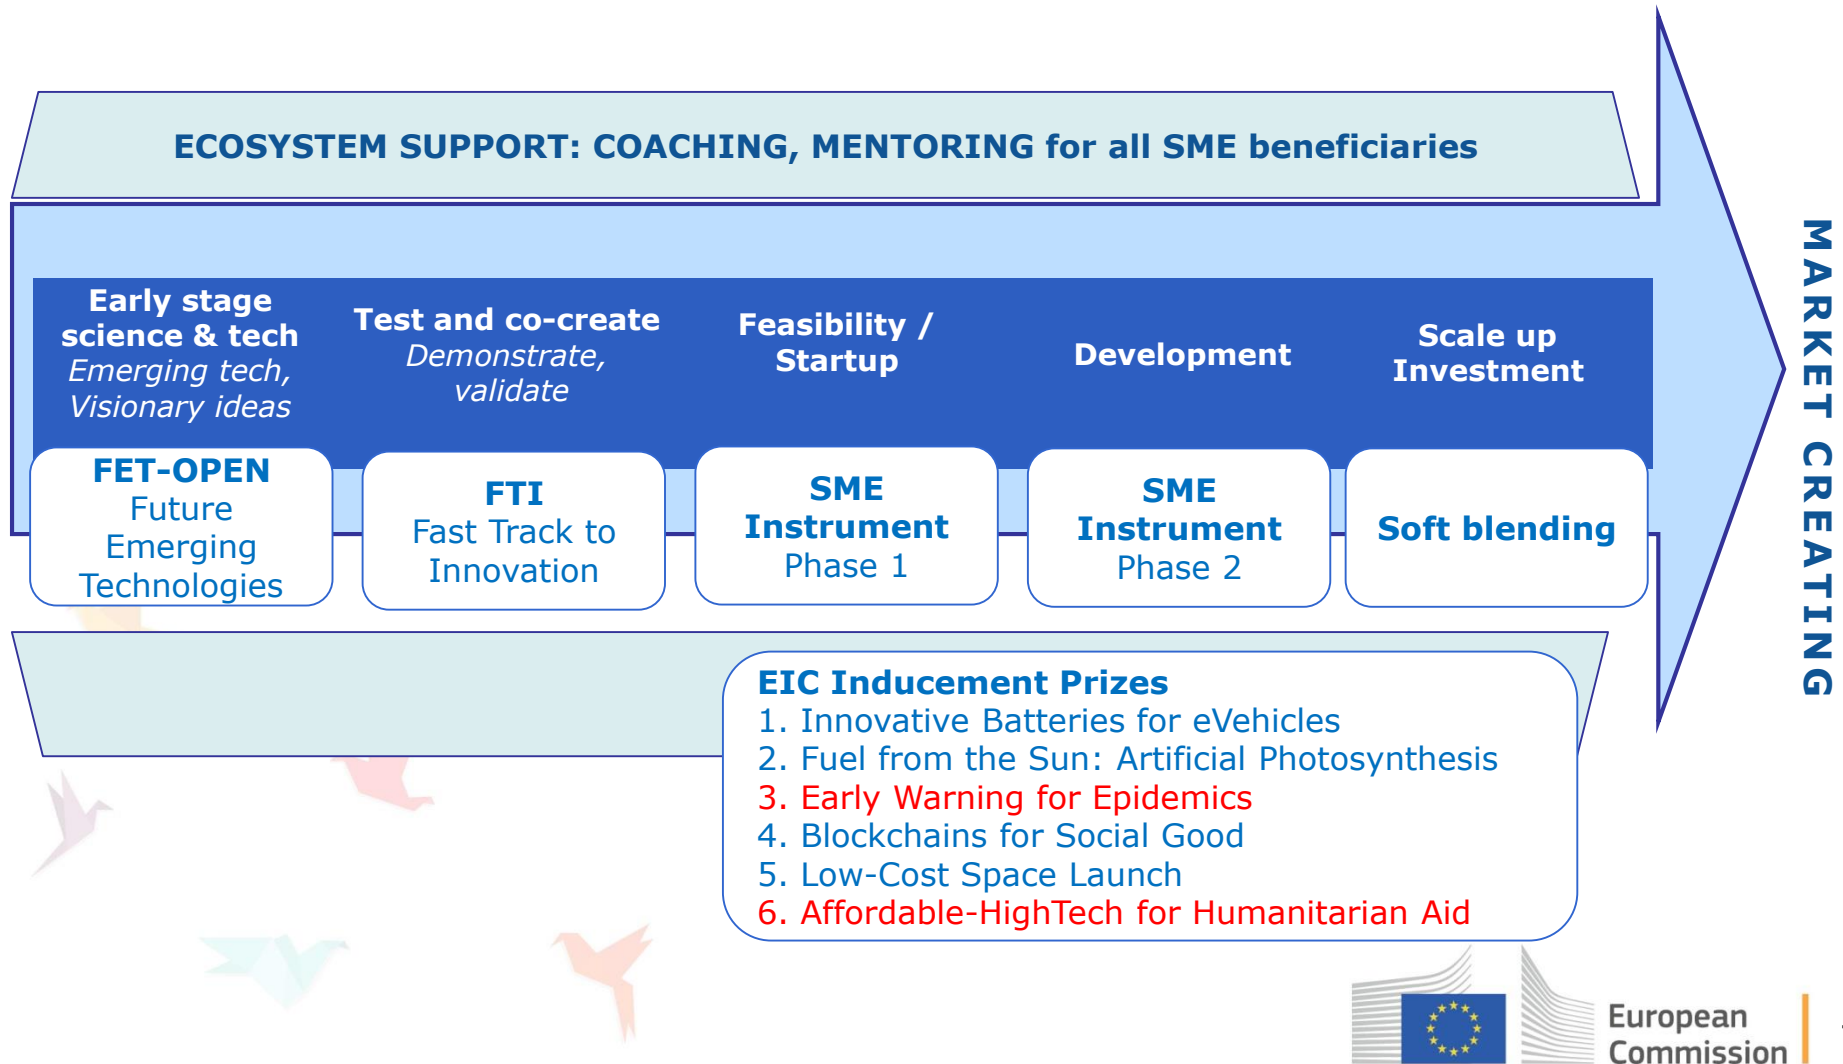 ECOSYSTEM SUPPORT: COACHING, MENTORING for all SME beneficiaries
Early stage
science & tech
Emerging tech,
Visionary ideas
Test and co-create
Demonstrate,
validate
Feasibility /
Startup
Development
Scale up
Investment
FET-OPEN
Future
Emerging
Technologies
FTI
Fast Track to
Innovation
SME
Instrument
Phase 1
SME
Instrument
Phase 2
Soft blending
MARKET CREATING
EIC Inducement Prizes
1. Innovative Batteries for eVehicles
2. Fuel from the Sun: Artificial Photosynthesis
3. Early Warning for Epidemics
4. Blockchains for Social Good
5. Low-Cost Space Launch
6. Affordable-HighTech for Humanitarian Aid
European
Commission